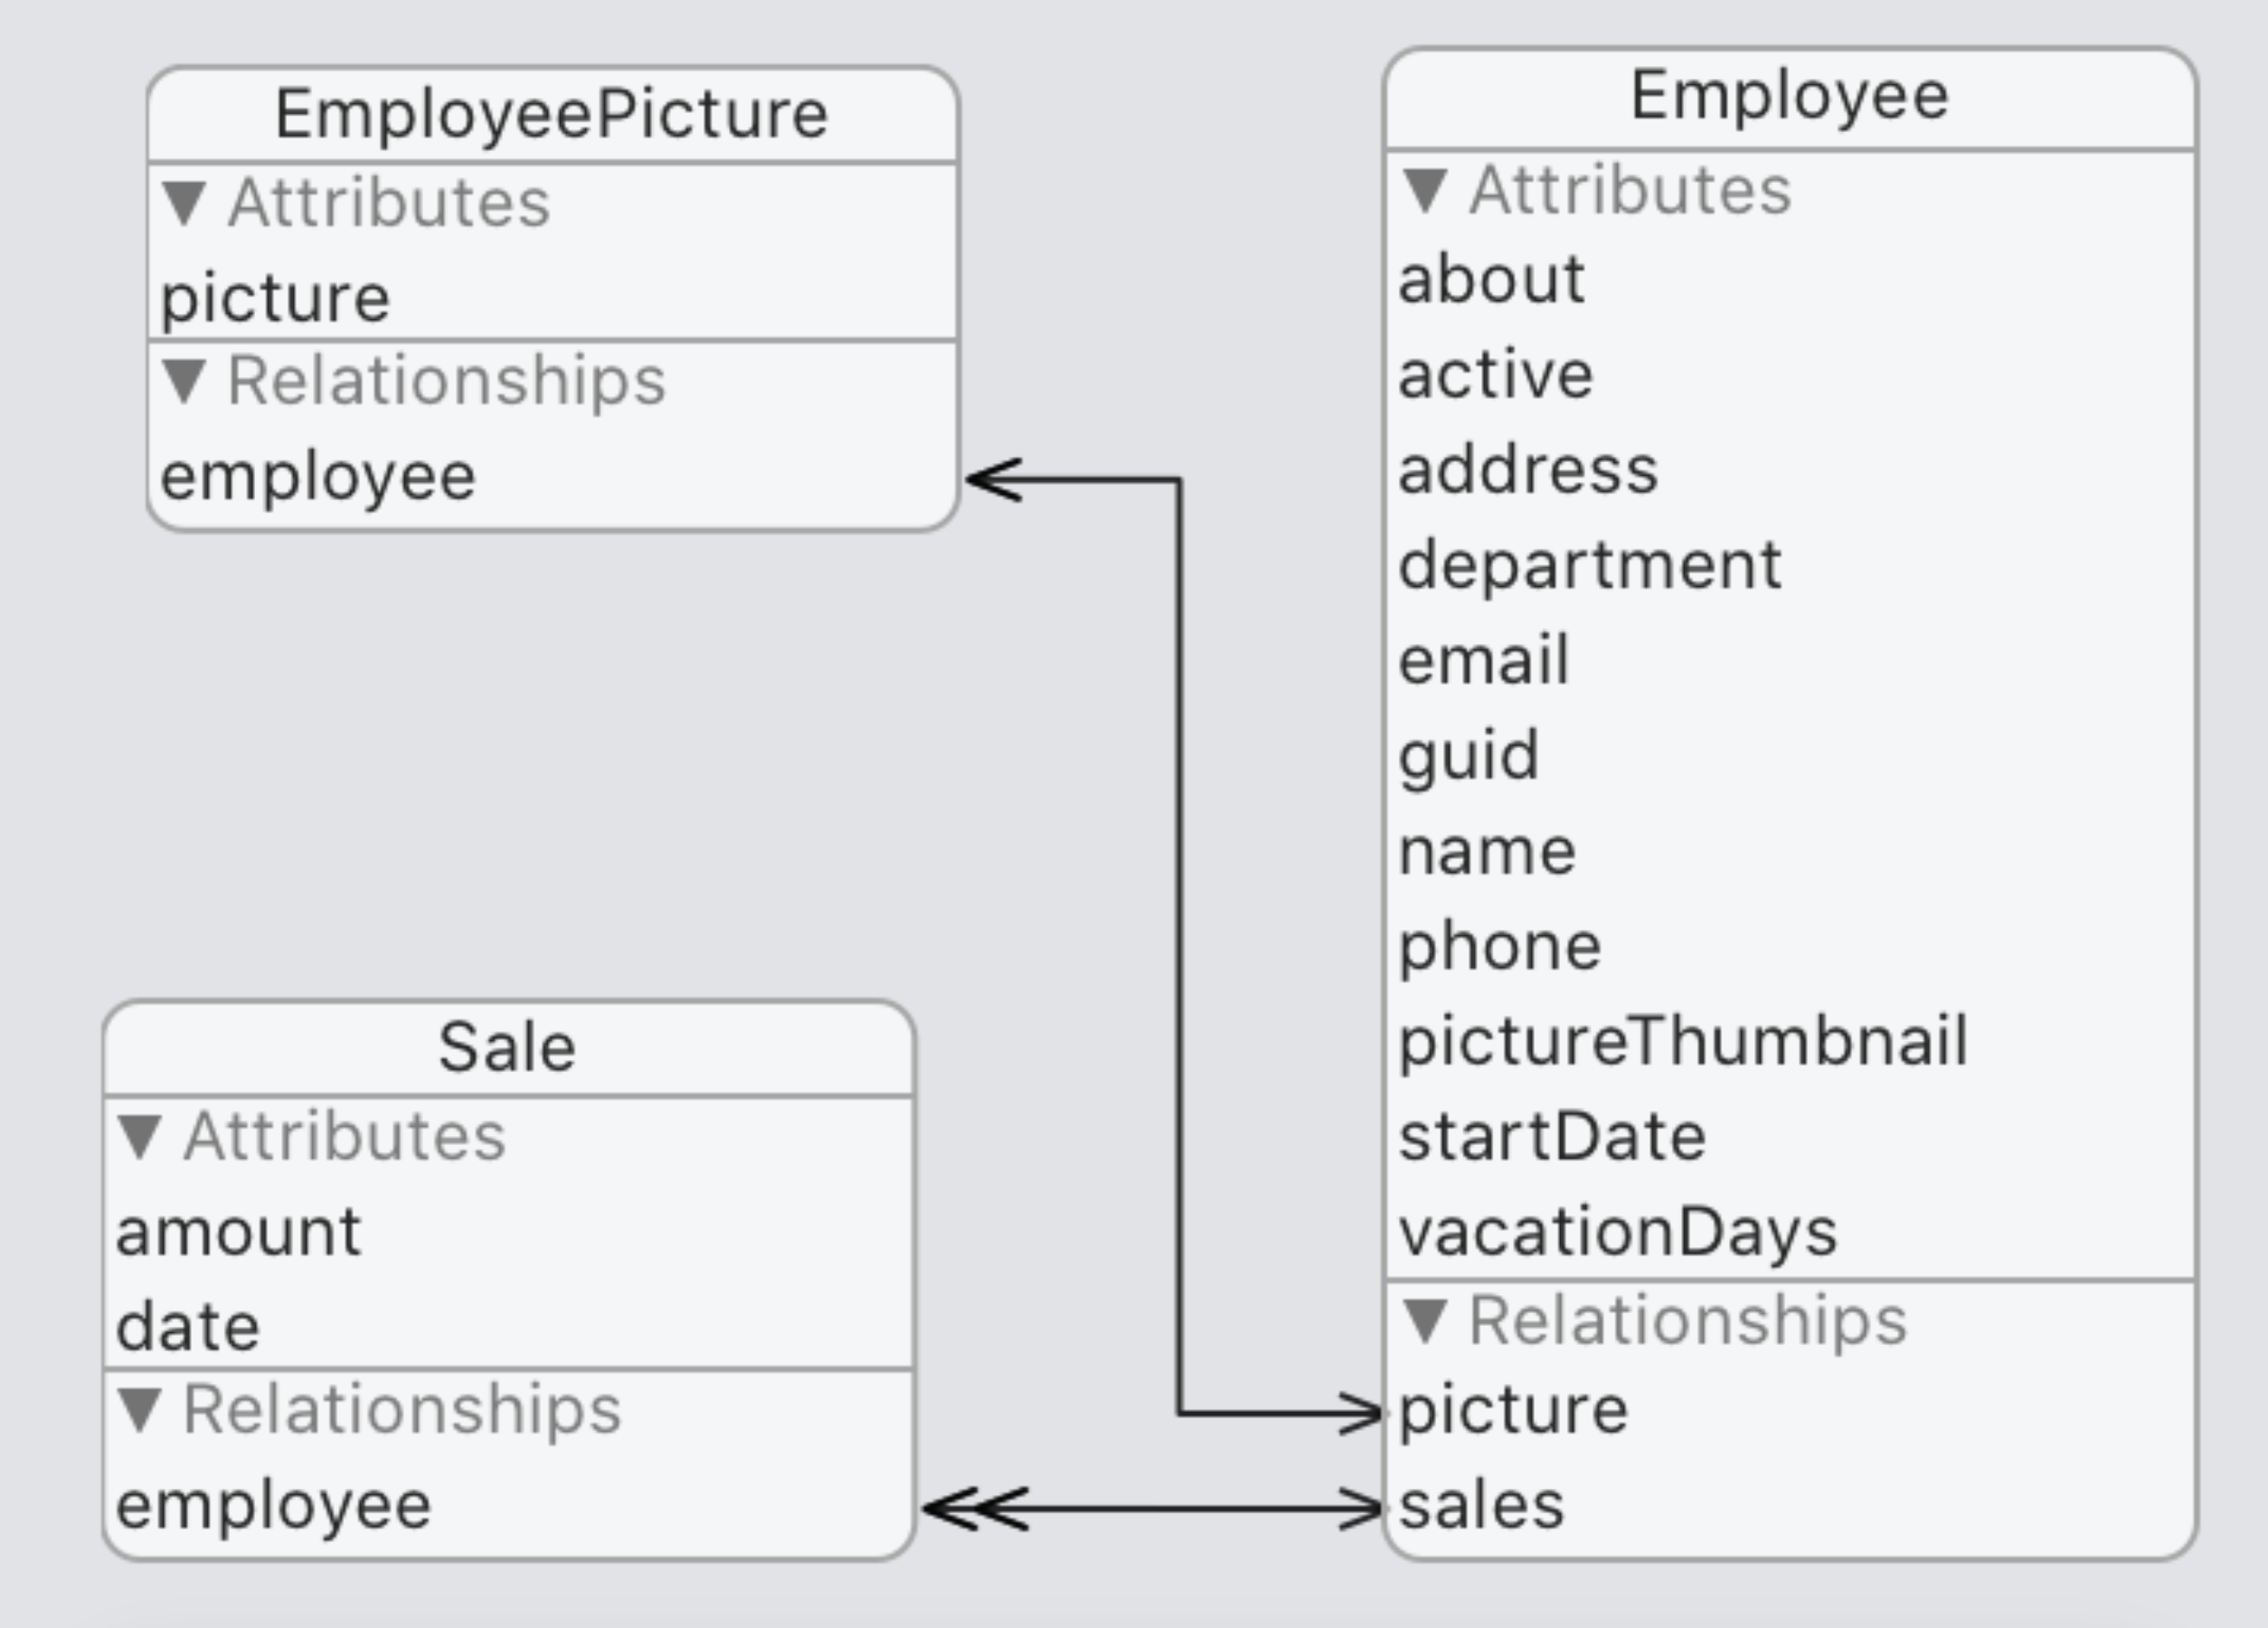 EmployeePicture
Attributes
picture
Relationships
employee
Employee
Attributes
about
active
address
department
email
guid
name
phone
pictureThumbnail
startDate
vacationDays
Relationships
picture
sales
Sale
Attributes
amount
date
Relationships
employee